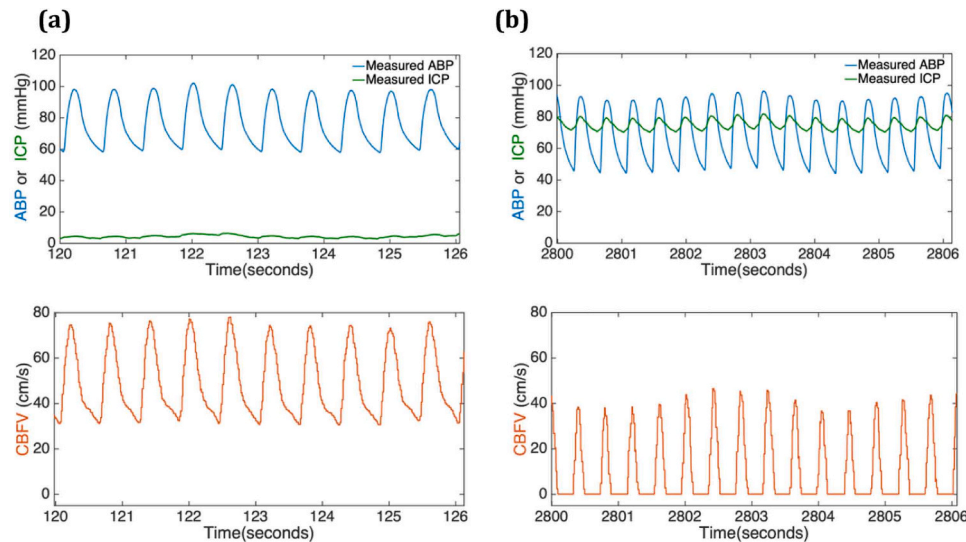 (a)
(b)
120
100
80
60
40
20
0
ABP or ICP (mmHg)
Measured ABP
Measured ICP
120 121 122 123 124 125 126
Time(seconds)
120
100
80
60
40
20
0
ABP or ICP (mmHg)
Measured ABP
Measured ICP
2800 2801 2802 2803 2804 2805 2806
Time(seconds)
80
60
40
20
0
CBFV (cm/s)
120 121 122 123 124 125 126
Time(seconds)
80
60
40
20
0
CBFV (cm/s)
2800 2801 2802 2803 2804 2805 2806
Time(seconds)